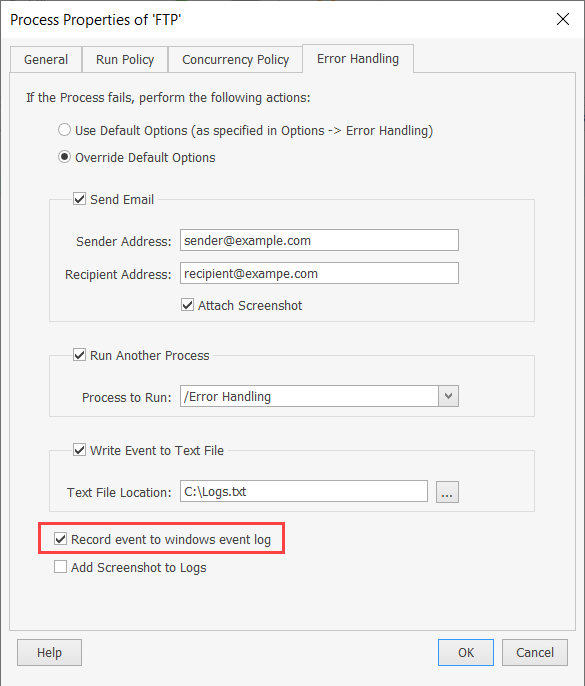 Process Properties of 'FTP'
General Run Policy Concurrency Policy Error Handling
If the Process fails, perform the following actions:
Use Default Options (as specified in Options -> Error Handling)
Override Default Options
Send Email
Sender Address: sender@example.com
Recipient Address: recipient@exampe.com
Attach Screenshot
Run Another Process
Process to Run: /Error Handling
Write Event to Text File
Text File Location: C:\Logs.txt ...
Record event to windows event log
Add Screenshot to Logs
Help OK Cancel